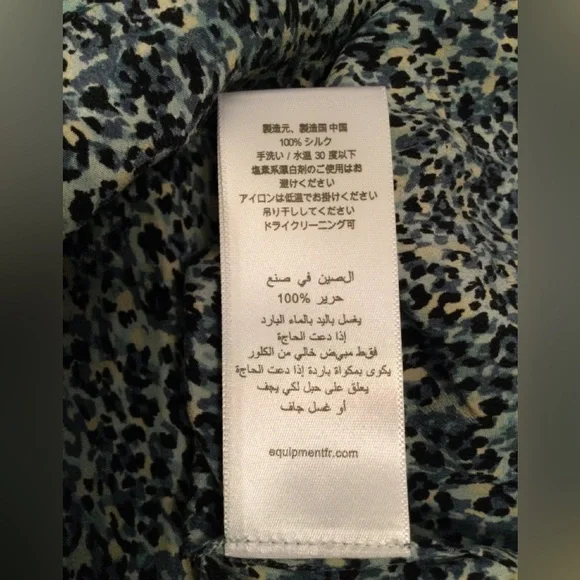 製造元、製造国 中国
100% シルク
手洗い / 水温 30 度以下
塩素系漂白剤のご使用はお
避けください
アイロンは低温でお掛けください
吊り干ししてください
ドライクリーニング可
الصين في صنع
حرير 100%
يغسل باليد بالماء البارد
إذا دعت الحاجة
فقط مبيض خالي من الكلور
يكوى بمكواة باردة إذا دعت الحاجة
يعلق على حبل لكي يجف
أو غسل جاف
equipmentfr.com